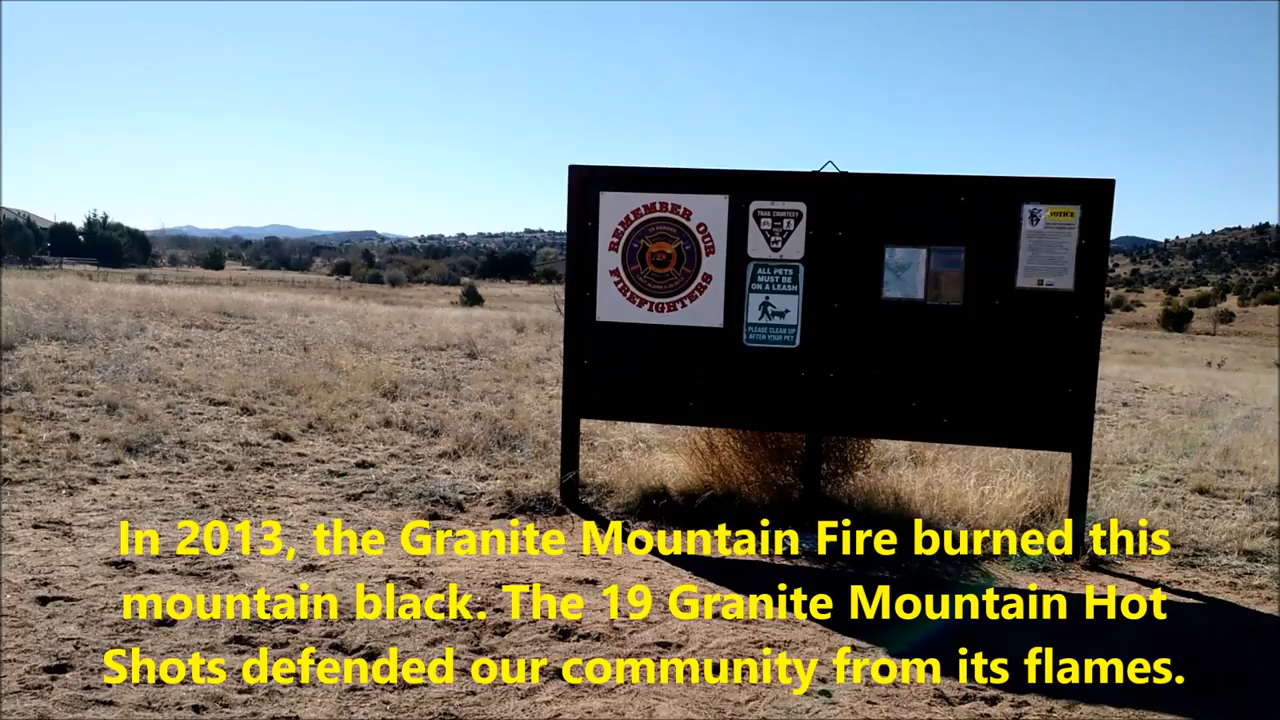 REMEMBER OUR
FIREFIGHTERS
TRAIL COURTESY
ALL PETS
MUST BE
ON A LEASH
PLEASE CLEAN UP
AFTER YOUR PET
NOTICE
In 2013, the Granite Mountain Fire burned this
mountain black. The 19 Granite Mountain Hot
Shots defended our community from its flames.